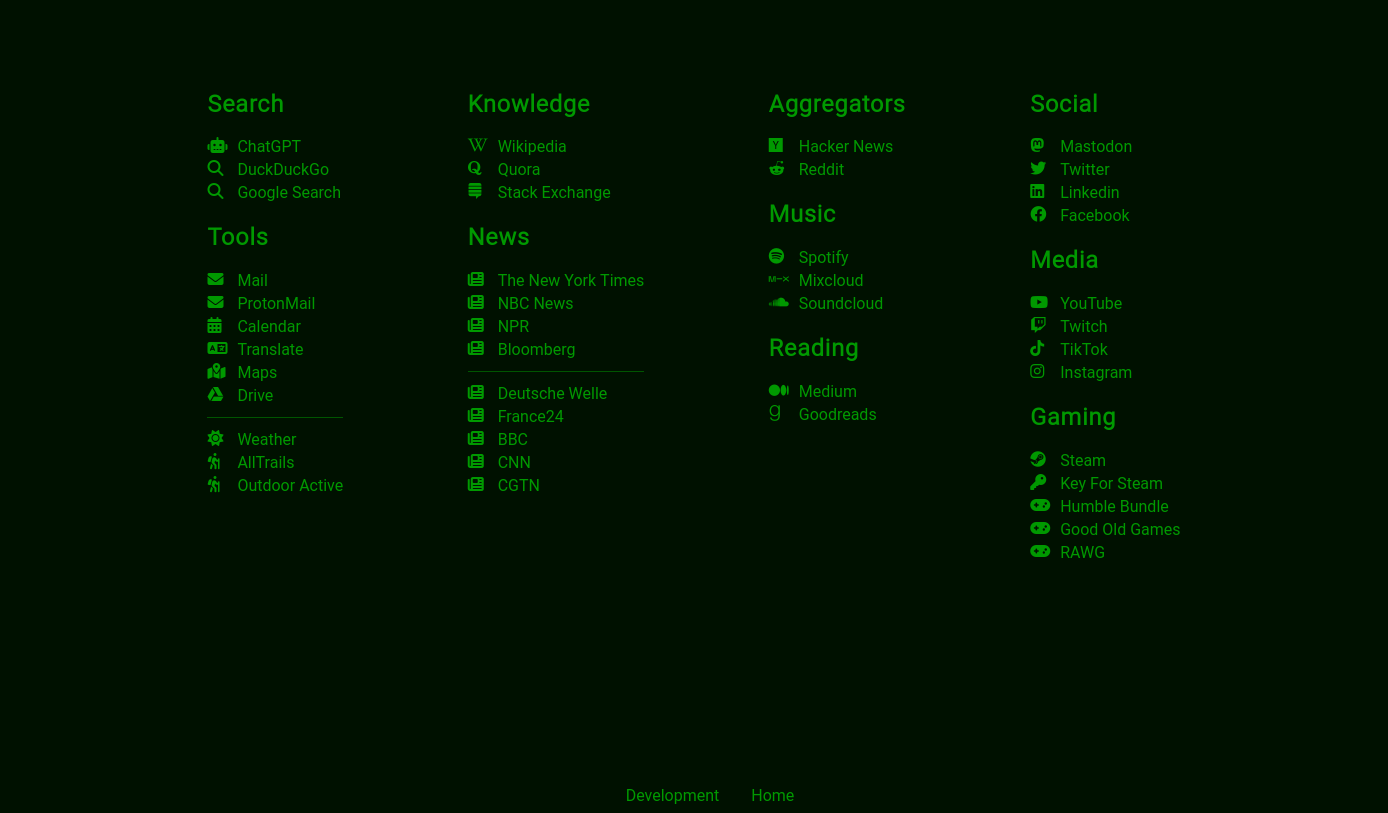 Search
ChatGPT
DuckDuckGo
Google Search
Tools
Mail
ProtonMail
Calendar
Translate
Maps
Drive
Weather
AllTrails
Outdoor Active
Knowledge
Wikipedia
Quora
Stack Exchange
News
The New York Times
NBC News
NPR
Bloomberg
Deutsche Welle
France24
BBC
CNN
CGTN
Aggregators
Hacker News
Reddit
Music
Spotify
Mixcloud
Soundcloud
Reading
Medium
Goodreads
Social
Mastodon
Twitter
Linkedin
Facebook
Media
YouTube
Twitch
TikTok
Instagram
Gaming
Steam
Key For Steam
Humble Bundle
Good Old Games
RAWG
Development Home